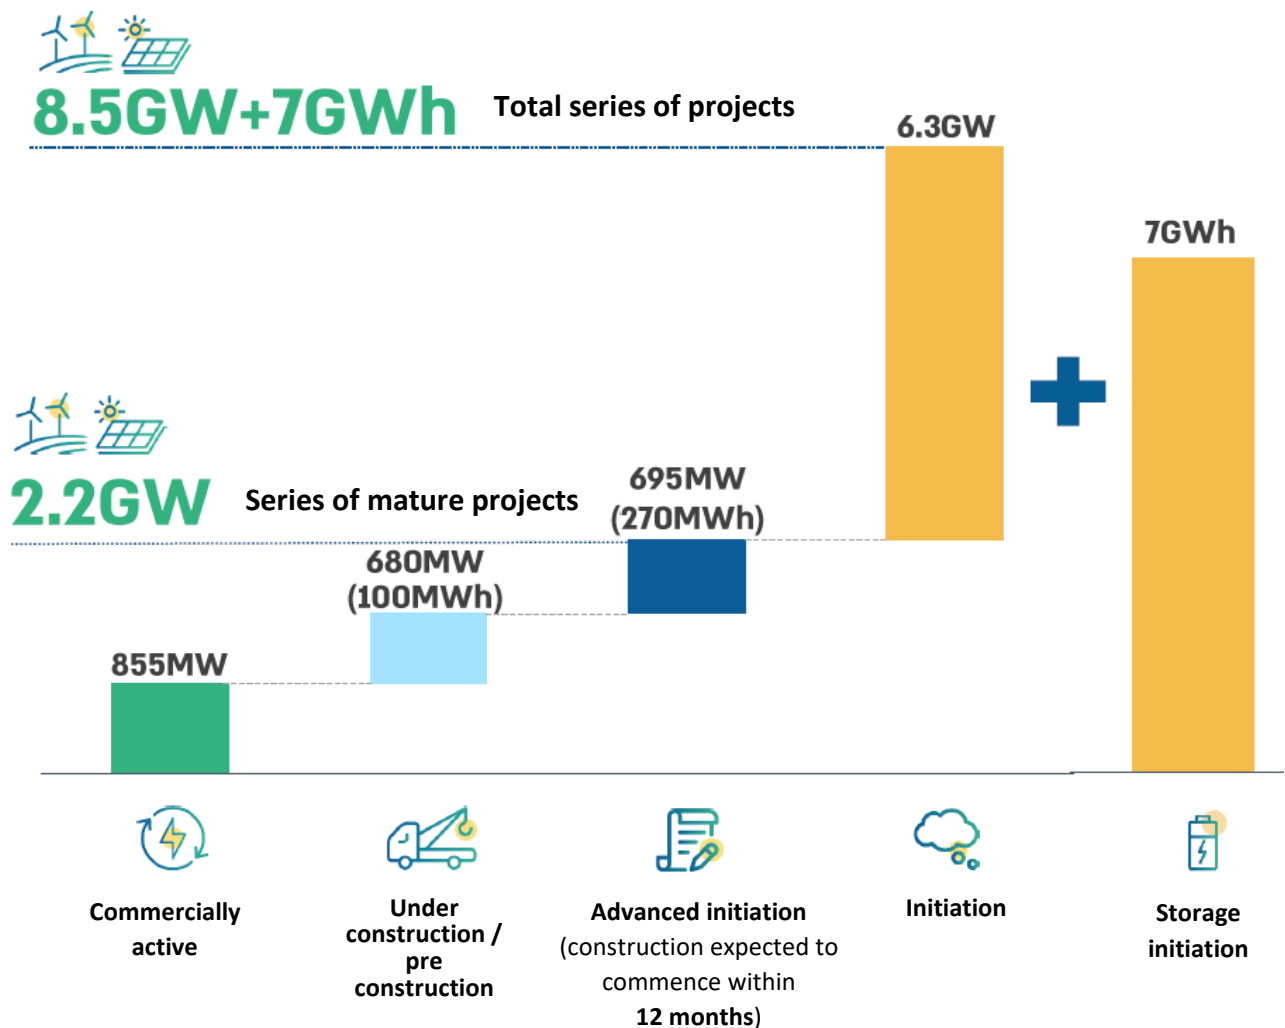 8.5GW+7GWh
Total series of projects
6.3GW
7GWh
2.2GW
Series of mature projects
695MW
(270MWh)
680MW
(100MWh)
855MW
Commercially
active
Under
construction /
pre
construction
Advanced initiation
(construction expected to
commence within
12 months)
Initiation
Storage
initiation